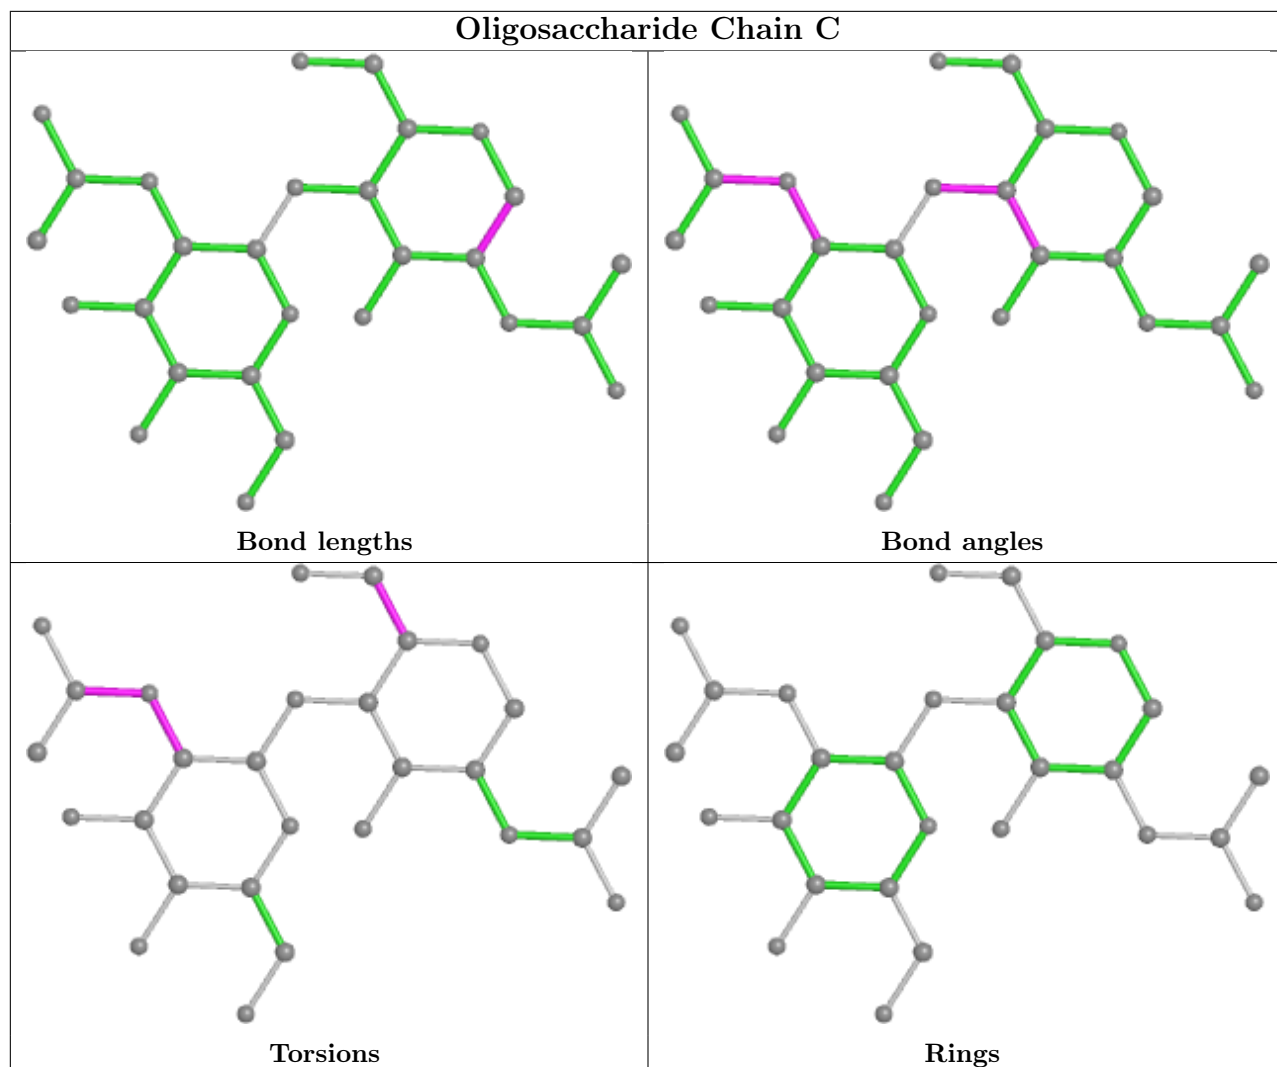 Oligosaccharide Chain C
Bond lengths
Bond angles
Torsions
Rings